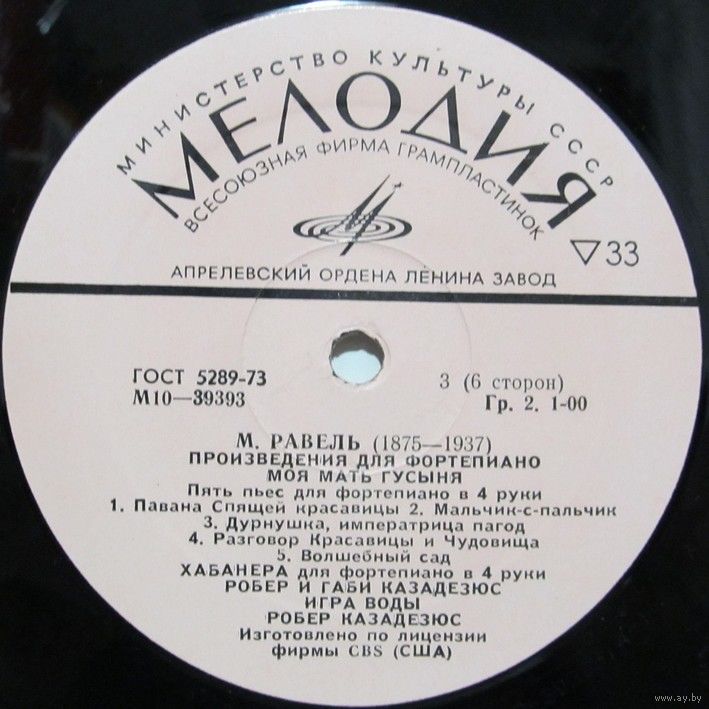 МИНИСТЕРСТВО КУЛЬТУРЫ СССР
МЕЛОДИЯ
ВСЕСОЮЗНАЯ ФИРМА ГРАМПЛАСТИНОК
▽33
АПРЕЛЕВСКИЙ ОРДЕНА ЛЕНИНА ЗАВОД
ГОСТ 5289-73 3 (6 сторон)
М10—39393 Гр. 2. 1-00
М. РАВЕЛЬ (1875—1937)
ПРОИЗВЕДЕНИЯ ДЛЯ ФОРТЕПИАНО
МОЯ МАТЬ ГУСЫНЯ
Пять пьес для фортепиано в 4 руки
1. Павана Спящей красавицы 2. Мальчик-с-пальчик
3. Дурнушка, императрица пагод
4. Разговор Красавицы и Чудовища
5. Волшебный сад
ХАБАНЕРА для фортепиано в 4 руки
РОБЕР И ГАБИ КАЗАДЕЗЮС
ИГРА ВОДЫ
РОБЕР КАЗАДЕЗЮС
Изготовлено по лицензии
фирмы CBS (США)
www.ay.by